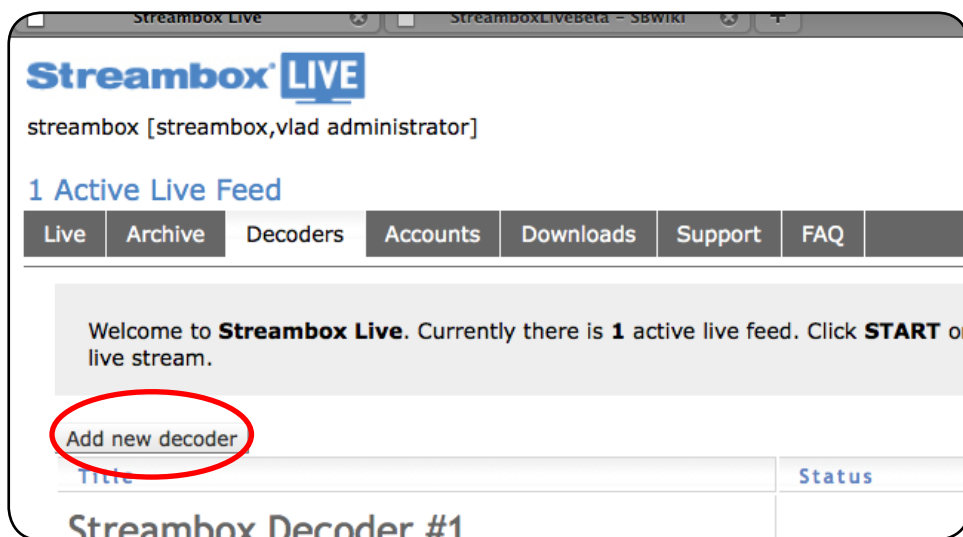 Streambox Live StreamboxLiveBeta – SBWiki
Streambox® LIVE
streambox [streambox,vlad administrator]
1 Active Live Feed
Live Archive Decoders Accounts Downloads Support FAQ
Welcome to Streambox Live. Currently there is 1 active live feed. Click START
live stream.
Add new decoder
Title Status
Streambox Decoder #1